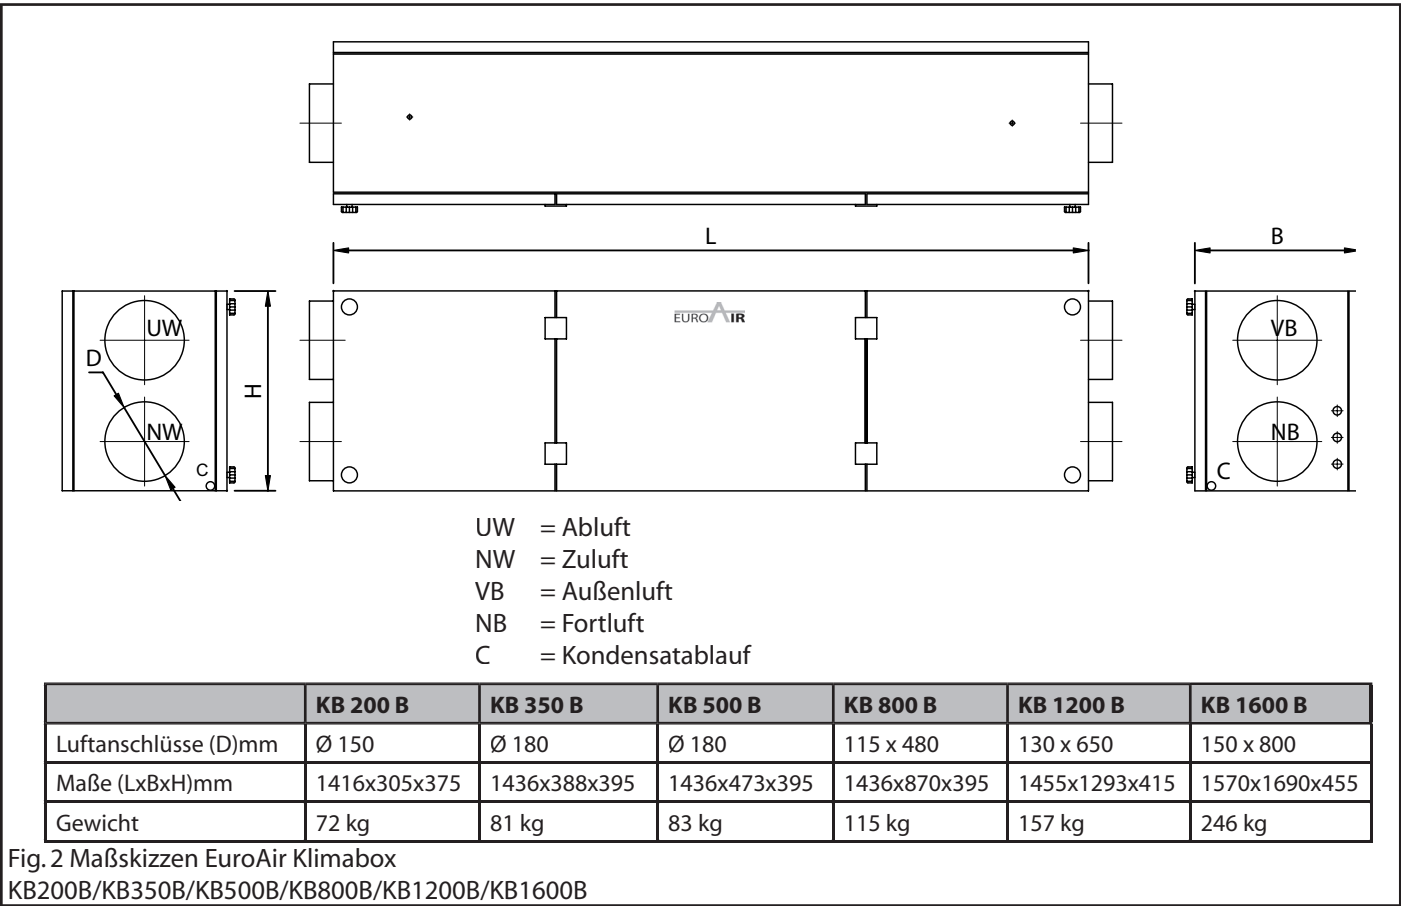 L
B
EURO AIR
UW
VB
D
H
NW
NB
C
C
UW = Abluft
NW = Zuluft
VB = Außenluft
NB = Fortluft
C = Kondensatablauf
KB 200 B KB 350 B KB 500 B KB 800 B KB 1200 B KB 1600 B
Luftanschlüsse (D)mm Ø 150 Ø 180 Ø 180 115 x 480 130 x 650 150 x 800
Maße (LxBxH)mm 1416x305x375 1436x388x395 1436x473x395 1436x870x395 1455x1293x415 1570x1690x455
Gewicht 72 kg 81 kg 83 kg 115 kg 157 kg 246 kg
Fig. 2 Maßskizzen EuroAir Klimabox
KB200B/KB350B/KB500B/KB800B/KB1200B/KB1600B